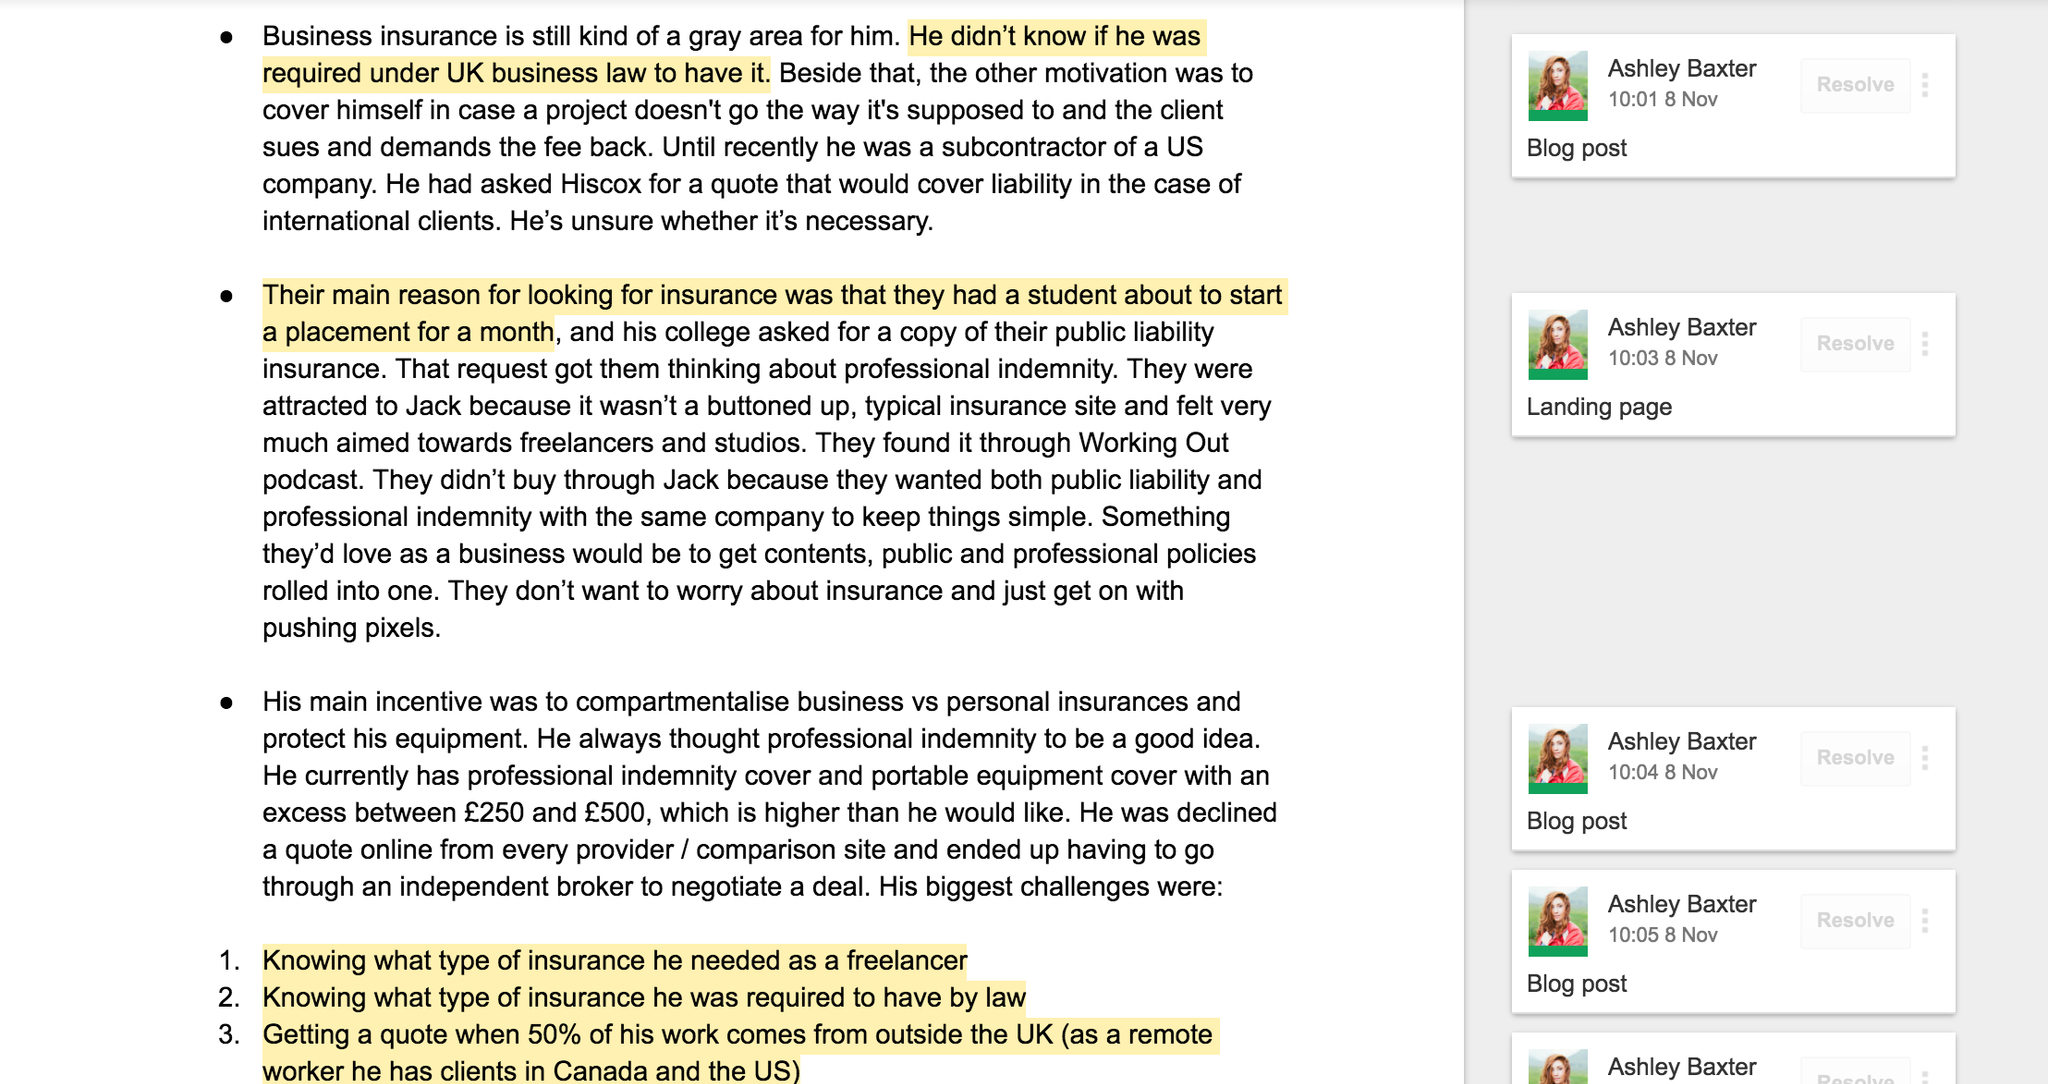 ● Business insurance is still kind of a gray area for him. He didn’t know if he was
required under UK business law to have it. Beside that, the other motivation was to
cover himself in case a project doesn't go the way it's supposed to and the client
sues and demands the fee back. Until recently he was a subcontractor of a US
company. He had asked Hiscox for a quote that would cover liability in the case of
international clients. He’s unsure whether it’s necessary.
● Their main reason for looking for insurance was that they had a student about to start
a placement for a month, and his college asked for a copy of their public liability
insurance. That request got them thinking about professional indemnity. They were
attracted to Jack because it wasn’t a buttoned up, typical insurance site and felt very
much aimed towards freelancers and studios. They found it through Working Out
podcast. They didn’t buy through Jack because they wanted both public liability and
professional indemnity with the same company to keep things simple. Something
they’d love as a business would be to get contents, public and professional policies
rolled into one. They don’t want to worry about insurance and just get on with
pushing pixels.
● His main incentive was to compartmentalise business vs personal insurances and
protect his equipment. He always thought professional indemnity to be a good idea.
He currently has professional indemnity cover and portable equipment cover with an
excess between £250 and £500, which is higher than he would like. He was declined
a quote online from every provider / comparison site and ended up having to go
through an independent broker to negotiate a deal. His biggest challenges were:
1. Knowing what type of insurance he needed as a freelancer
2. Knowing what type of insurance he was required to have by law
3. Getting a quote when 50% of his work comes from outside the UK (as a remote
worker he has clients in Canada and the US)
Ashley Baxter
Resolve
10:01 8 Nov
Blog post
Ashley Baxter
Resolve
10:03 8 Nov
Landing page
Ashley Baxter
Resolve
10:04 8 Nov
Blog post
Ashley Baxter
Resolve
10:05 8 Nov
Blog post
Ashley Baxter
Resolve